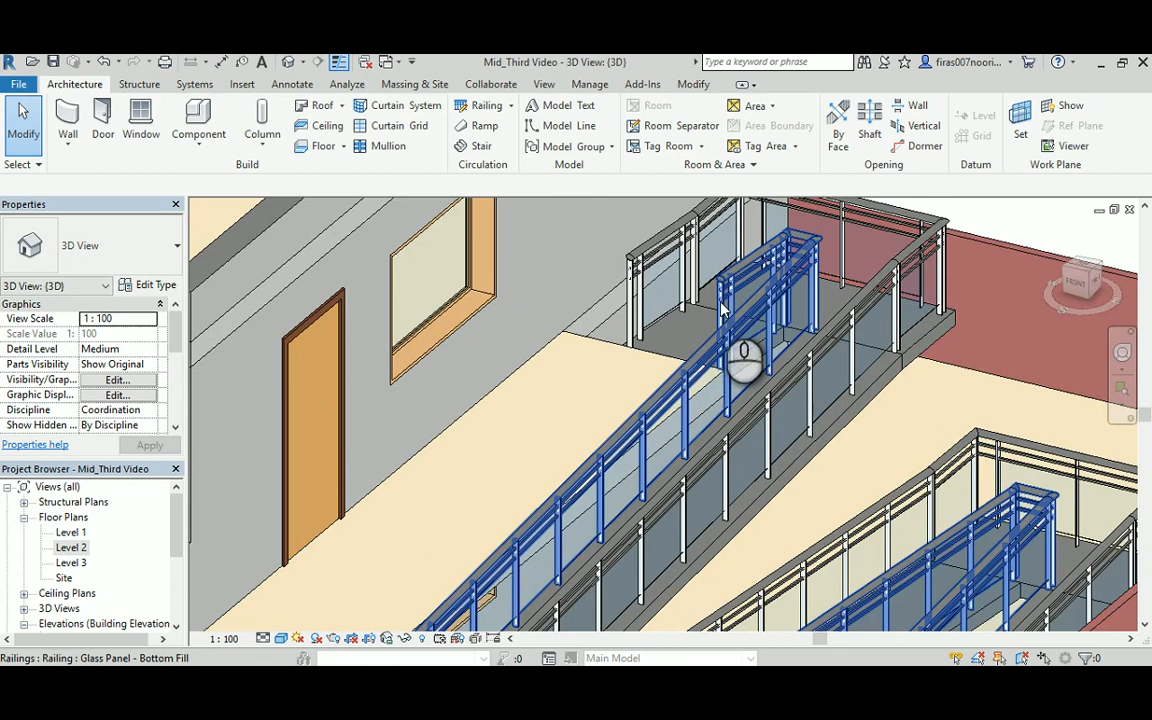 Mid_Third Video - 3D View: {3D}
Type a keyword or phrase
firas007noori...
File Architecture Structure Systems Insert Annotate Analyze Massing & Site Collaborate View Manage Add-Ins Modify
Modify
Wall
Door
Window
Component
Column
Roof
Ceiling
Floor
Curtain System
Curtain Grid
Mullion
Railing
Ramp
Stair
Model Text
Model Line
Model Group
Room
Room Separator
Tag Room
Area
Area Boundary
Tag Area
By Face
Shaft
Wall
Vertical
Dormer
Level
Grid
Set
Show
Ref Plane
Viewer
Select Build Circulation Model Room & Area Opening Datum Work Plane
Properties
3D View
3D View: {3D} Edit Type
Graphics
View Scale 1 : 100
Scale Value 1: 100
Detail Level Medium
Parts Visibility Show Original
Visibility/Grap... Edit...
Graphic Displ... Edit...
Discipline Coordination
Show Hidden ... By Discipline
Properties help Apply
Project Browser - Mid_Third Video
Views (all)
Structural Plans
Floor Plans
Level 1
Level 2
Level 3
Site
Ceiling Plans
3D Views
Elevations (Building Elevation
FRONT
0
1 : 100
Railings : Railing : Glass Panel - Bottom Fill
:0
Main Model
:0